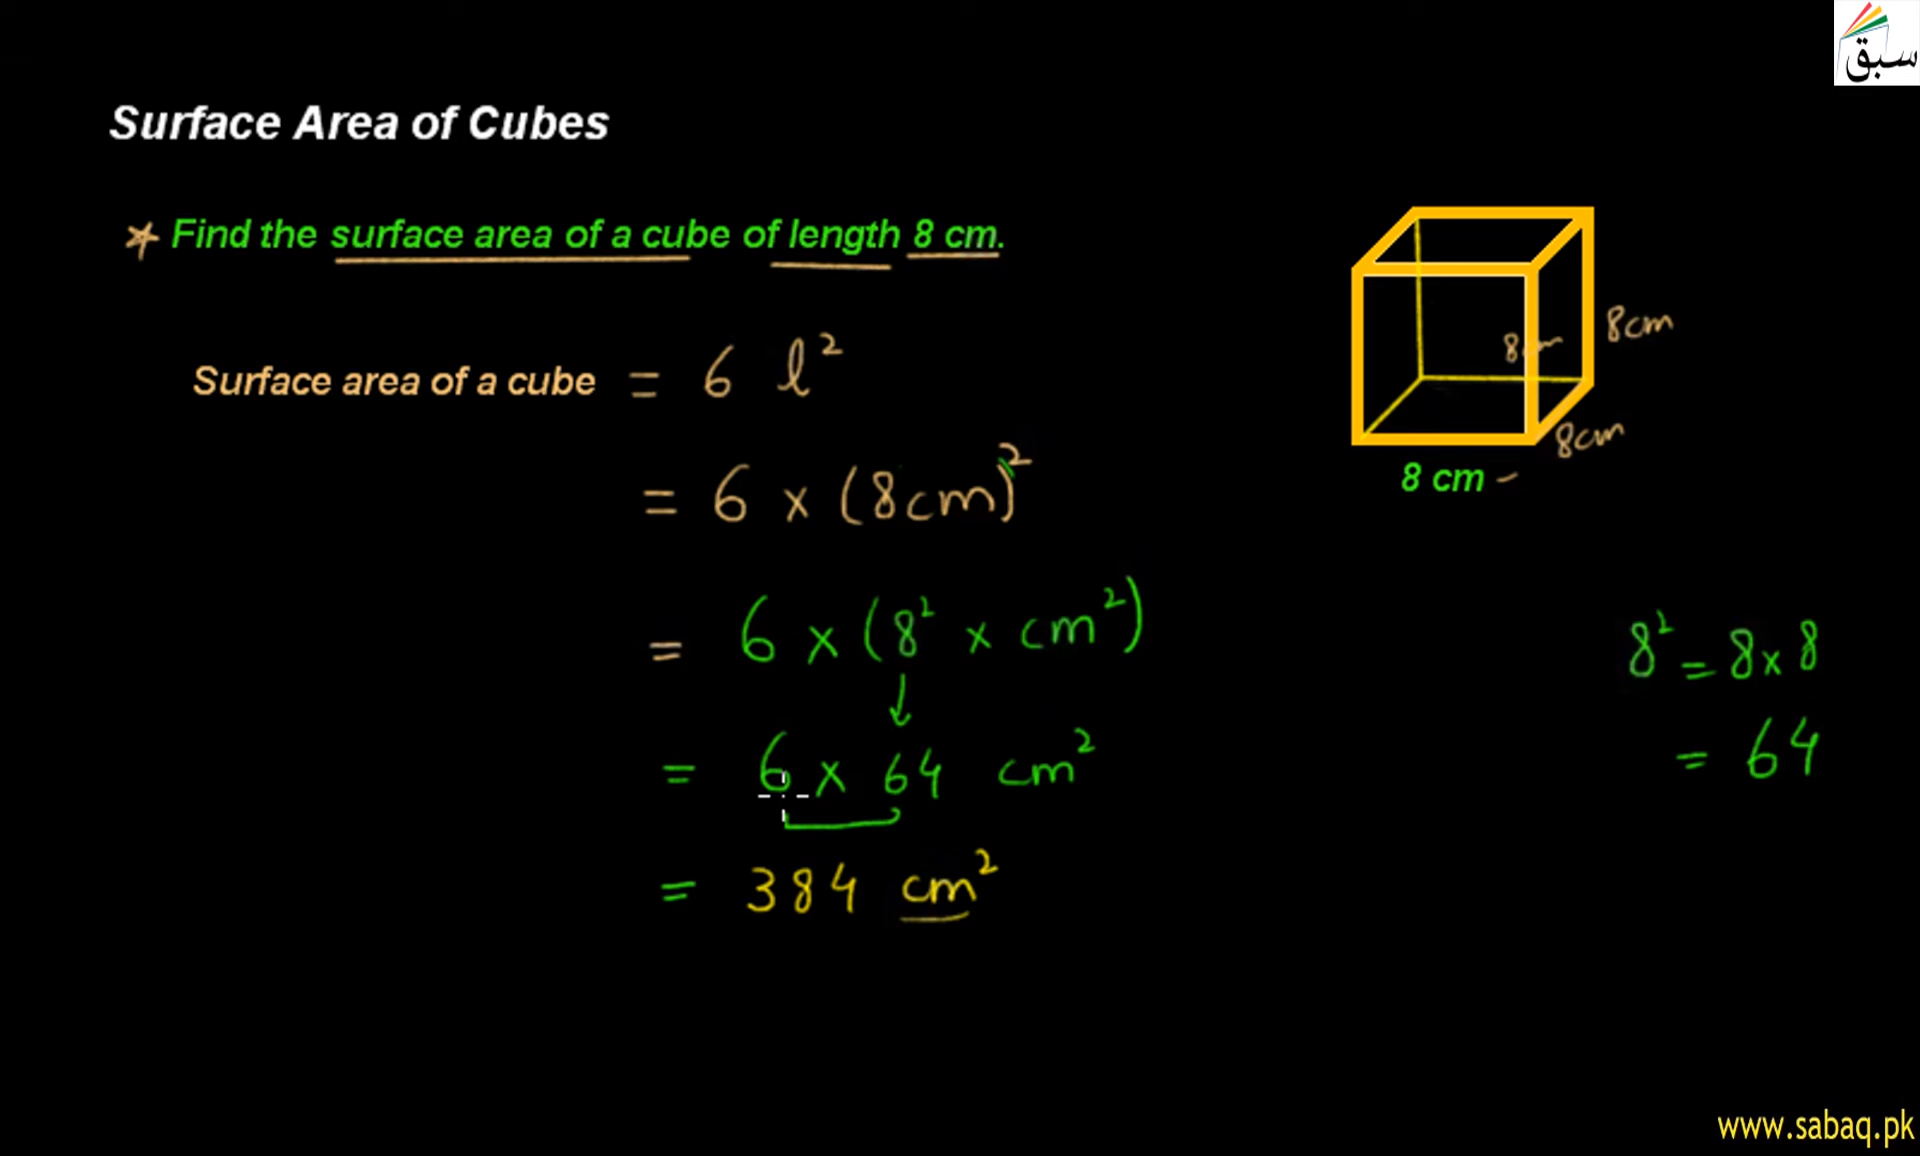 سبق
Surface Area of Cubes
* Find the surface area of a cube of length 8 cm.
Surface area of a cube = 6 l²
= 6 x (8cm)²
= 6 x (8² x cm²)
= 6 x 64 cm²
= 384 cm²
8cm
8cm
8cm
8 cm -
8² = 8x8
= 64
www.sabaq.pk